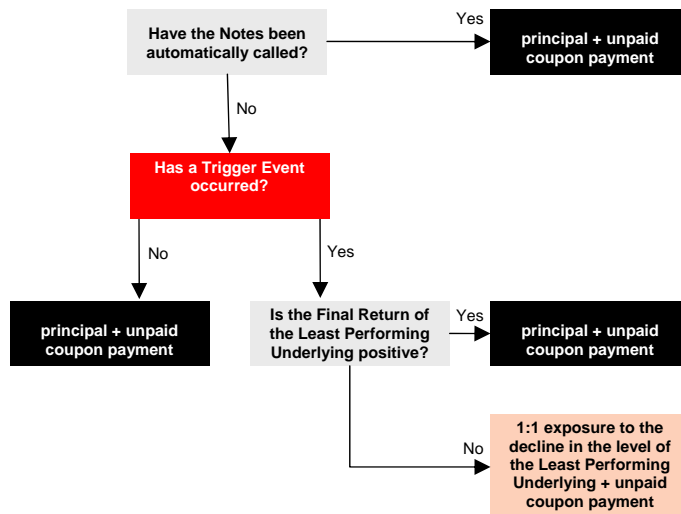 Have the Notes been
automatically called?
Yes
principal + unpaid
coupon payment
No
Has a Trigger Event
occurred?
No
Yes
principal + unpaid
coupon payment
Is the Final Return of
the Least Performing
Underlying positive?
Yes
principal + unpaid
coupon payment
No
1:1 exposure to the
decline in the level of
the Least Performing
Underlying + unpaid
coupon payment